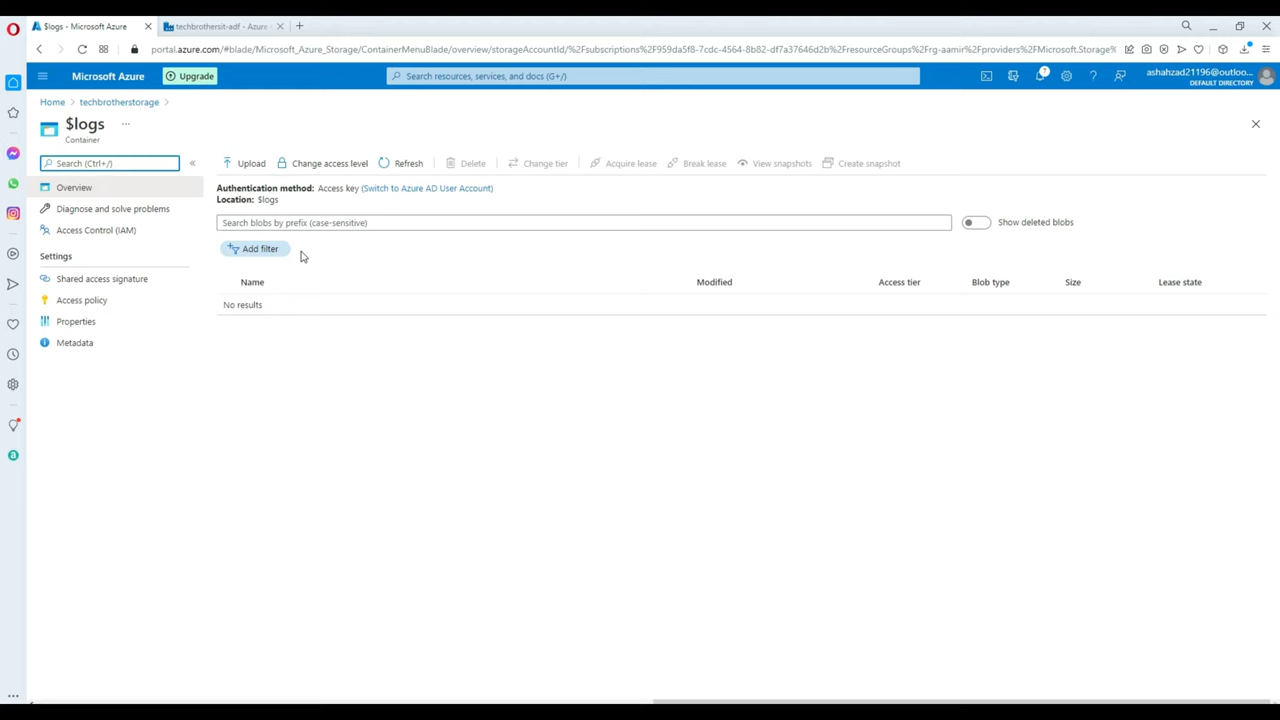 $logs - Microsoft Azure
techbrothersit-adf - Azure
portal.azure.com/#blade/Microsoft_Azure_Storage/ContainerMenuBlade/overview/storageAccountId/%2Fsubscriptions%2F959da5f8-7cdc-4564-8b82-df7a37646d2b%2FresourceGroups%2Frg-aamir%2Fproviders%2FMicrosoft.Storage%
Microsoft Azure
Upgrade
Search resources, services, and docs (G+/)
ashahzad21196@outloo...
DEFAULT DIRECTORY
Home > techbrotherstorage >
$logs ...
Container
Search (Ctrl+/)
Overview
Diagnose and solve problems
Access Control (IAM)
Settings
Shared access signature
Access policy
Properties
Metadata
Upload Change access level Refresh Delete Change tier Acquire lease Break lease View snapshots Create snapshot
Authentication method: Access key (Switch to Azure AD User Account)
Location: $logs
Search blobs by prefix (case-sensitive)
Show deleted blobs
Add filter
Name Modified Access tier Blob type Size Lease state
No results